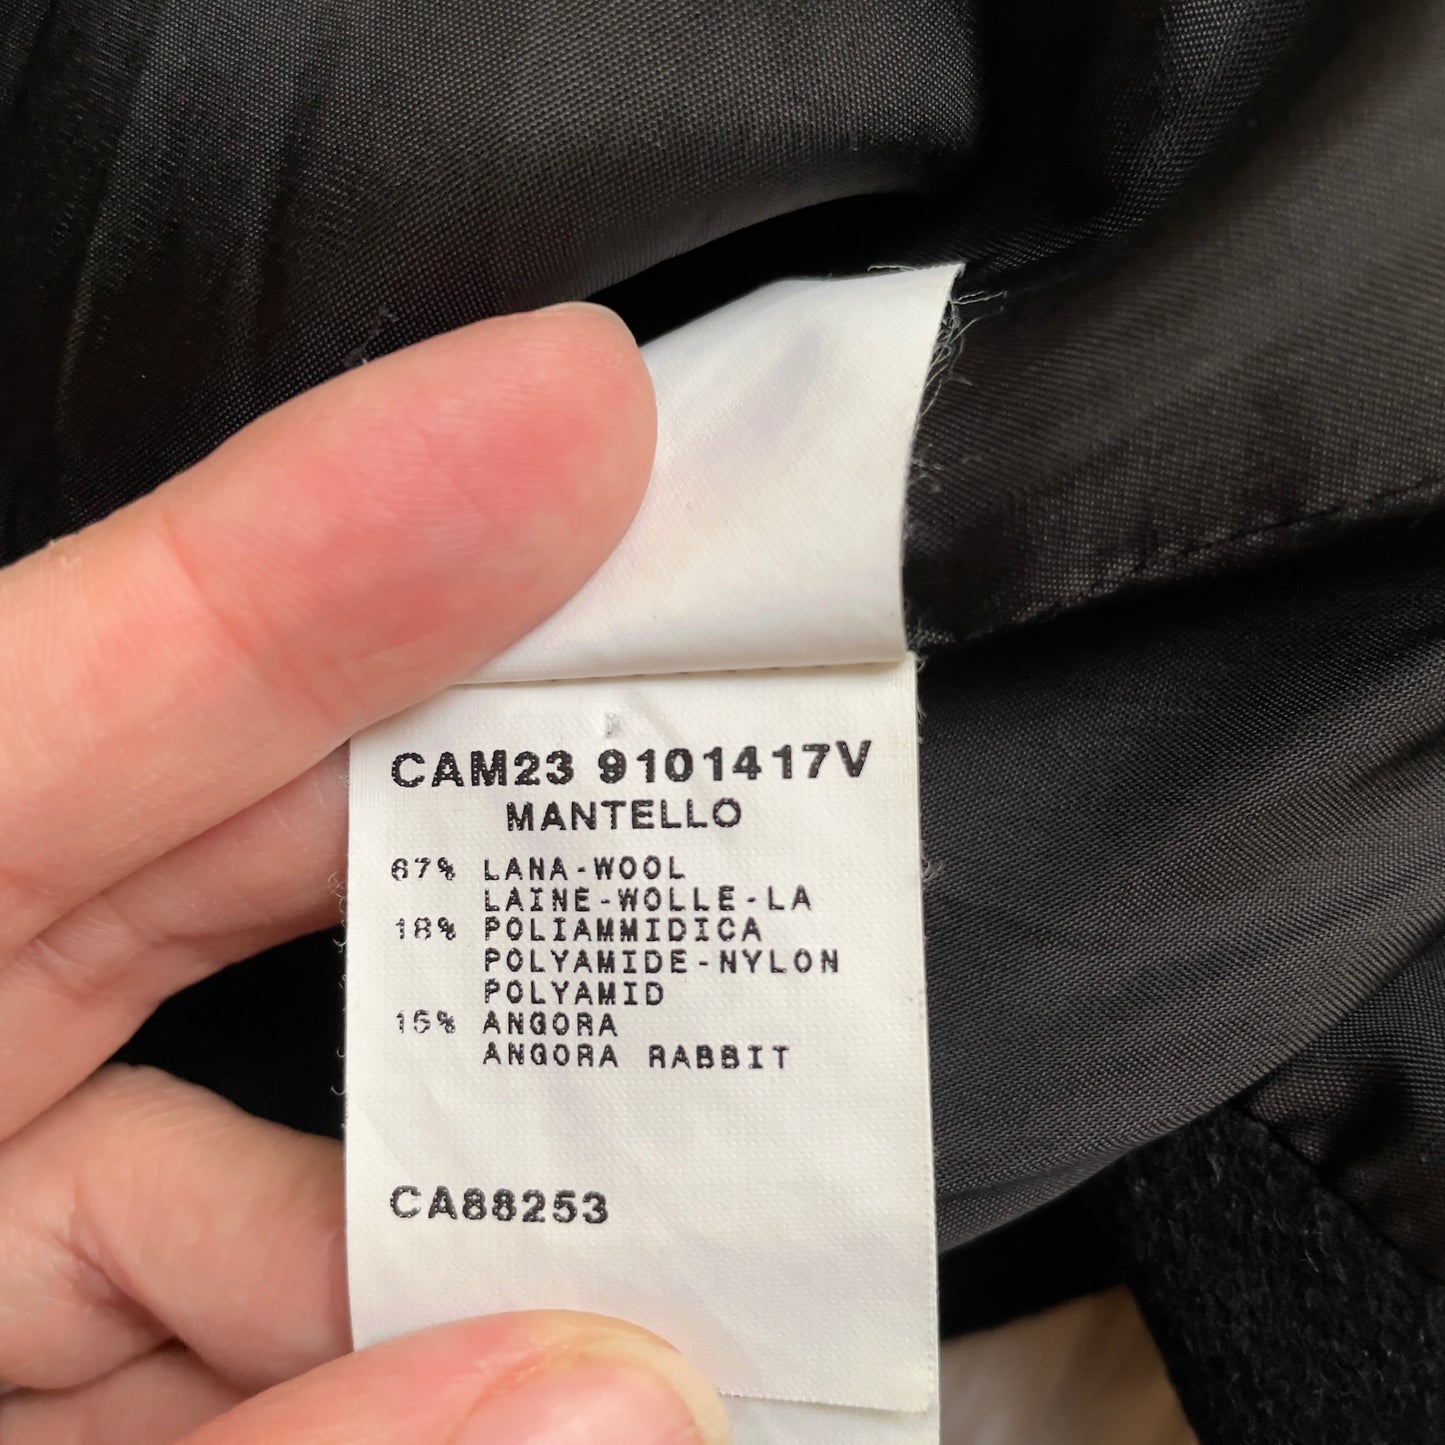 CAM23 9101417V
MANTELLO
67% LANA-WOOL
LAINE-WOLLE-LA
18% POLIAMMIDICA
POLYAMIDE-NYLON
POLYAMID
15% ANGORA
ANGORA RABBIT
CA88253